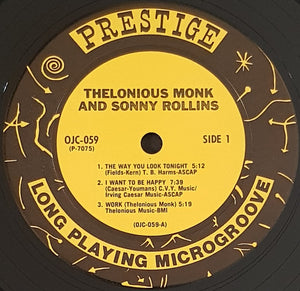 PRESTIGE
THELONIOUS MONK
AND SONNY ROLLINS
OJC-059
(P-7075)
SIDE 1
1. THE WAY YOU LOOK TONIGHT 5:12
(Fields-Kern) T. B. Harms-ASCAP
2. I WANT TO BE HAPPY 7:39
(Caesar-Youmans) C.V.Y. Music/
Irving Caesar Music-ASCAP
3. WORK (Thelonious Monk) 5:19
Thelonious Music-BMI
(OJC-059-A)
LONG PLAYING MICROGROOVE